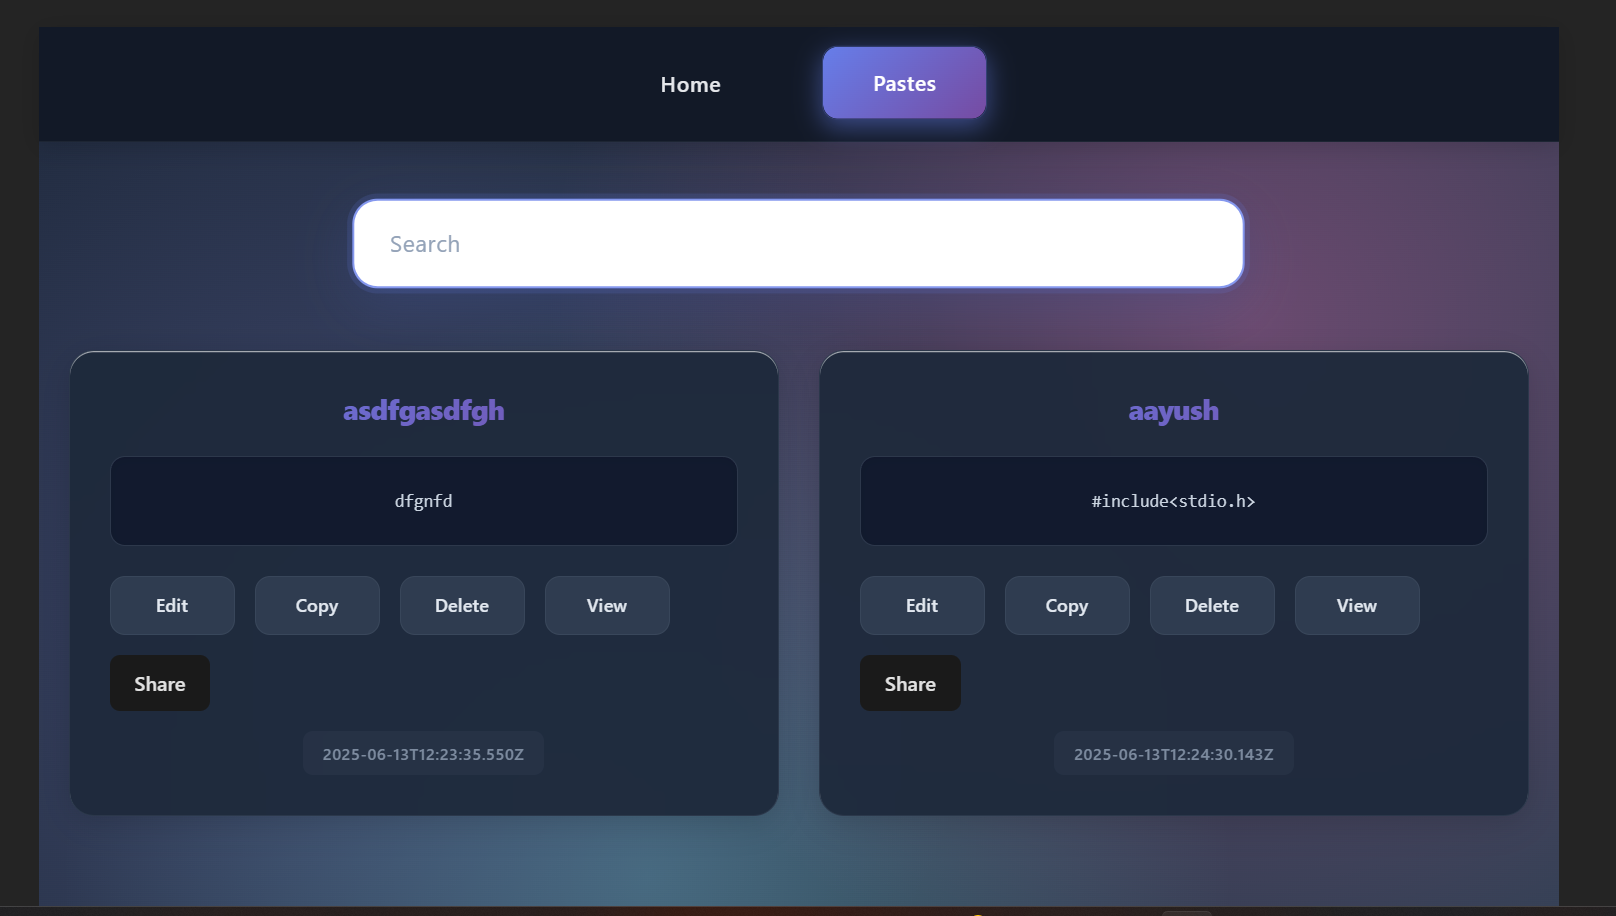 Home Pastes
Search
asdfgasdfgh
dfgnfd
Edit Copy Delete View
Share
2025-06-13T12:23:35.550Z
aayush
#include<stdio.h>
Edit Copy Delete View
Share
2025-06-13T12:24:30.143Z